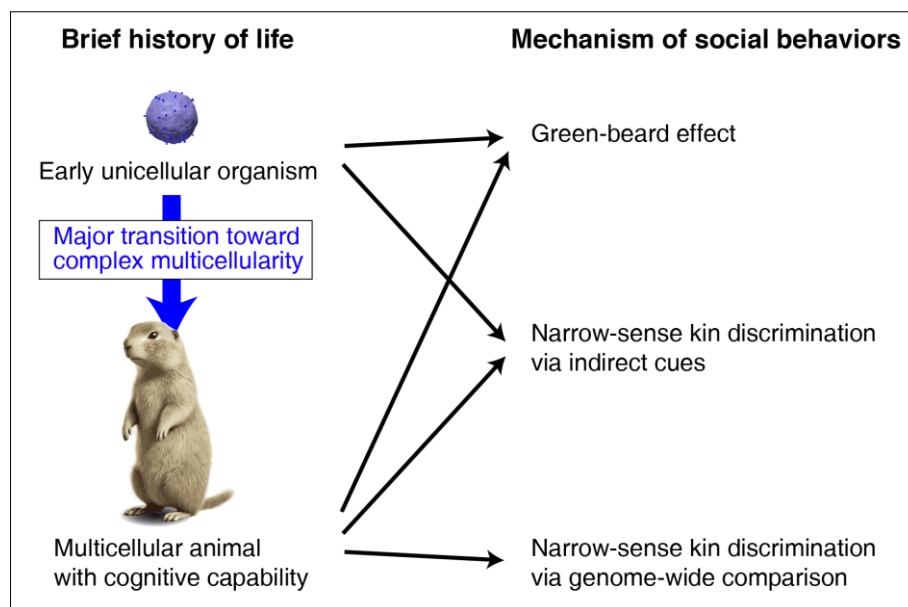 Brief history of life
Mechanism of social behaviors
Green-beard effect
Early unicellular organism
Major transition toward
complex multicellularity
Narrow-sense kin discrimination
via indirect cues
Multicellular animal
with cognitive capability
Narrow-sense kin discrimination
via genome-wide comparison